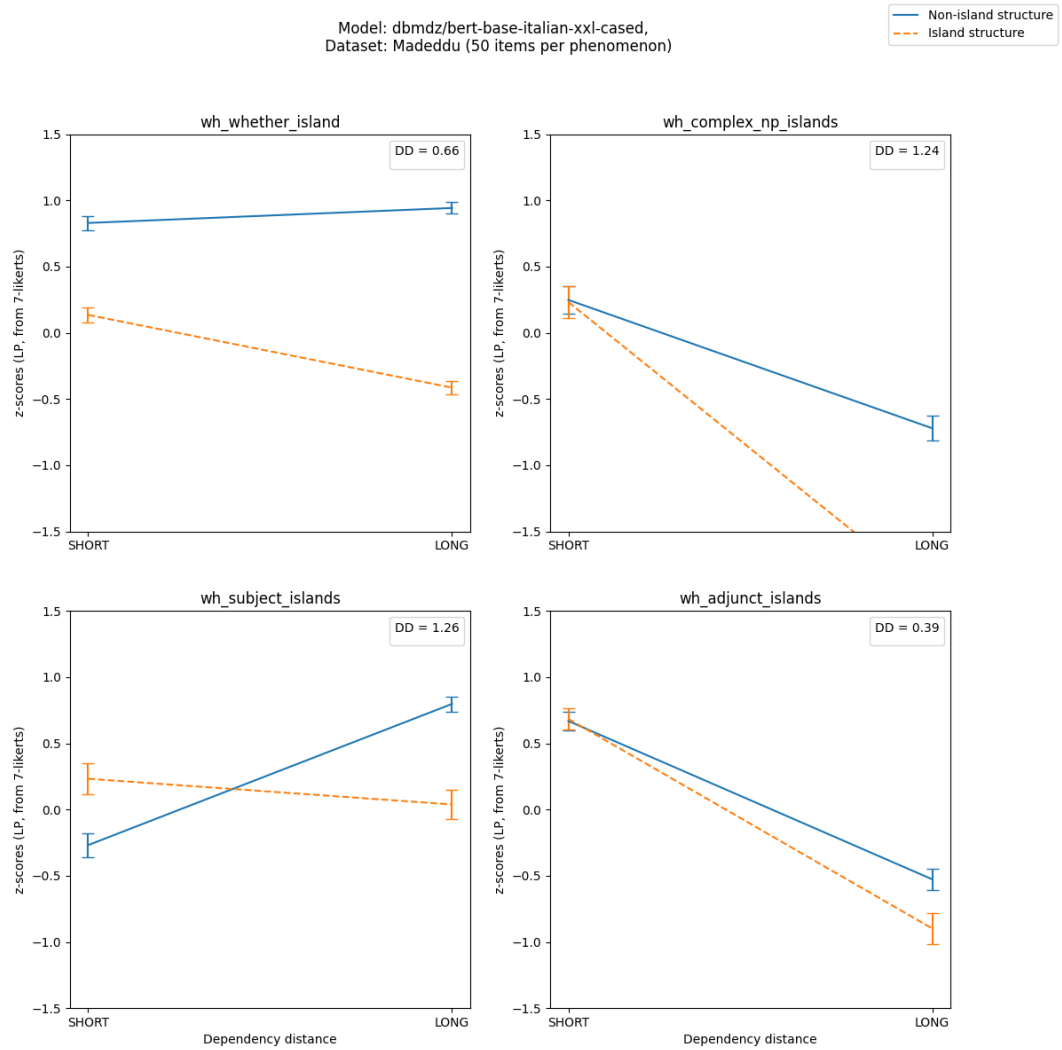 Model: dbmdz/bert-base-italian-xxl-cased,
Dataset: Madeddu (50 items per phenomenon)
Non-island structure
Island structure
wh_whether_island
DD = 0.66
1.5
1.0
0.5
0.0
−0.5
−1.0
−1.5
z-scores (LP, from 7-likerts)
SHORT
LONG
wh_complex_np_islands
DD = 1.24
1.5
1.0
0.5
0.0
−0.5
−1.0
−1.5
z-scores (LP, from 7-likerts)
SHORT
LONG
wh_subject_islands
DD = 1.26
1.5
1.0
0.5
0.0
−0.5
−1.0
−1.5
z-scores (LP, from 7-likerts)
SHORT
LONG
Dependency distance
wh_adjunct_islands
DD = 0.39
1.5
1.0
0.5
0.0
−0.5
−1.0
−1.5
z-scores (LP, from 7-likerts)
SHORT
LONG
Dependency distance